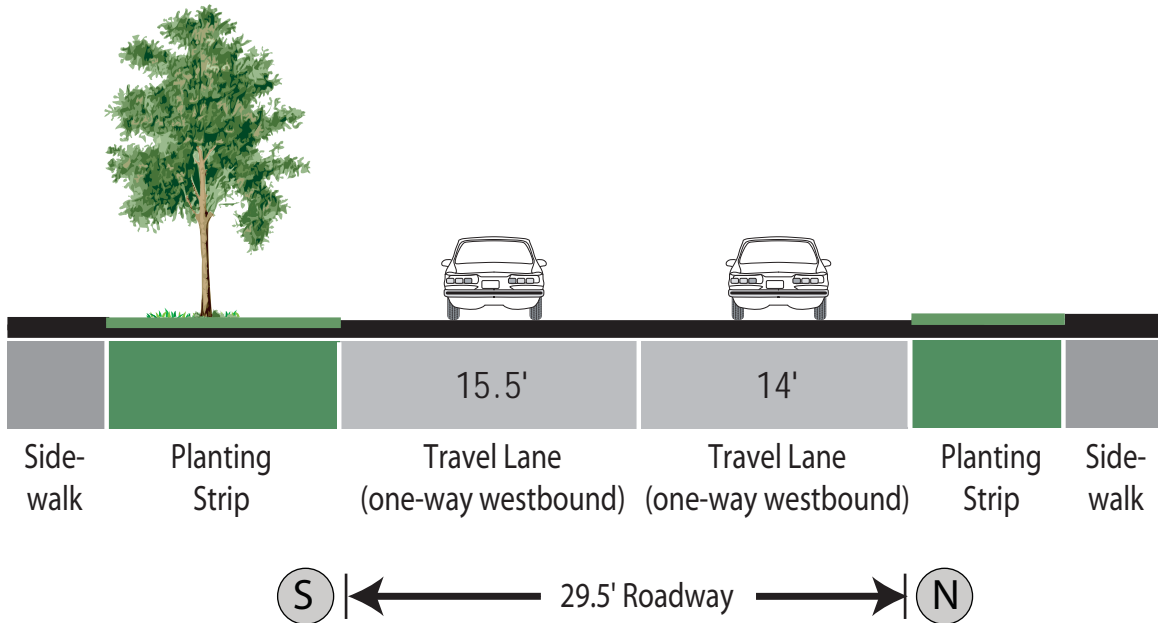 15.5'
14'
Side-
walk
Planting
Strip
Travel Lane
(one-way westbound)
Travel Lane
(one-way westbound)
Planting
Strip
Side-
walk
S
29.5' Roadway
N